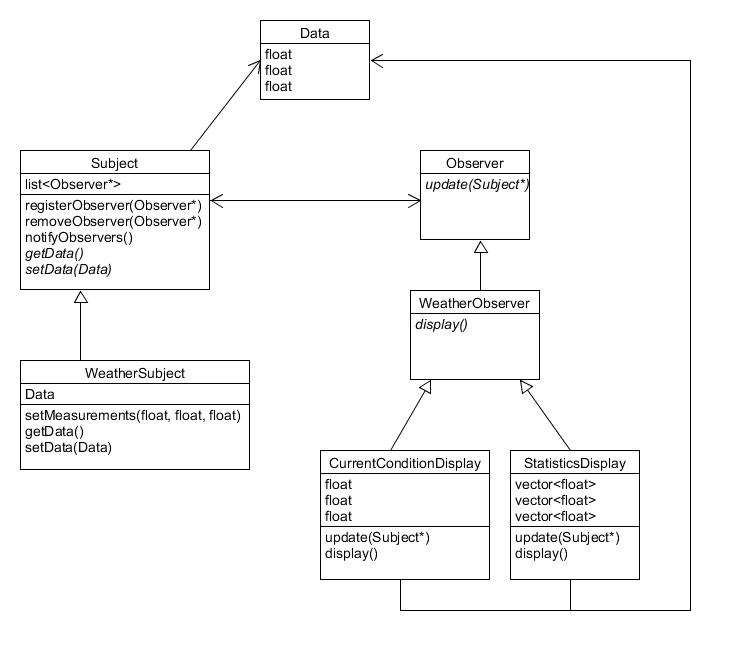 Data
float
float
float
Subject
list<Observer*>
registerObserver(Observer*)
removeObserver(Observer*)
notifyObservers()
getData()
setData(Data)
Observer
update(Subject*)
WeatherObserver
display()
WeatherSubject
Data
setMeasurements(float, float, float)
getData()
setData(Data)
CurrentConditionDisplay
float
float
float
update(Subject*)
display()
StatisticsDisplay
vector<float>
vector<float>
vector<float>
update(Subject*)
display()